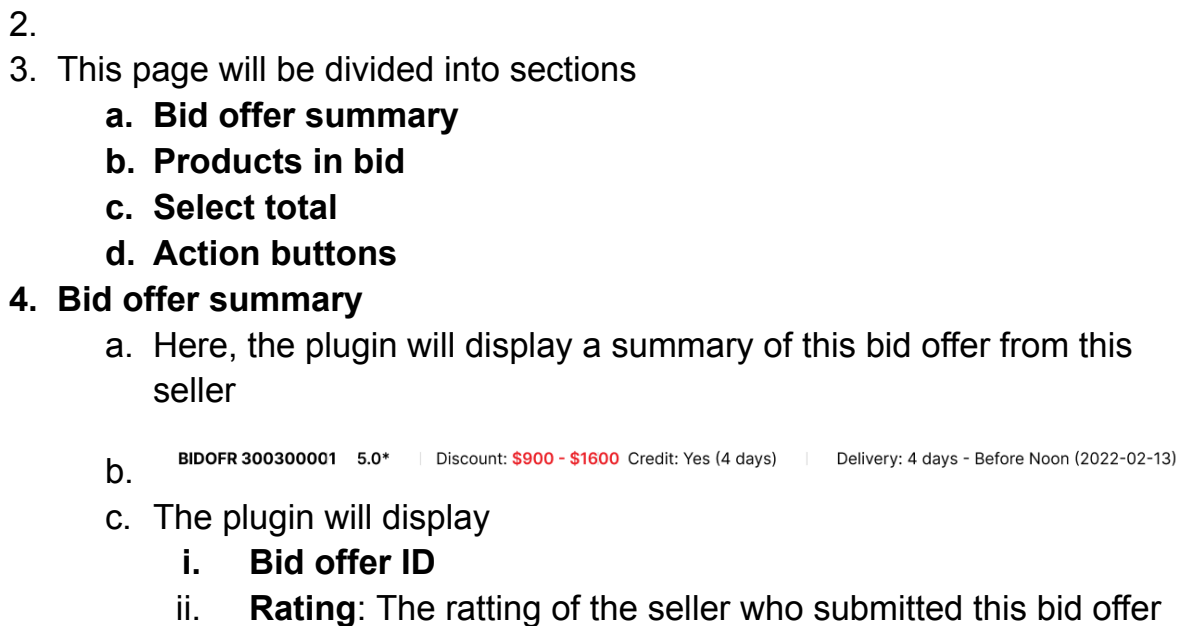 2.
3. This page will be divided into sections
a. Bid offer summary
b. Products in bid
c. Select total
d. Action buttons
4. Bid offer summary
a. Here, the plugin will display a summary of this bid offer from this
seller
b. BIDOFR 300300001 5.0* | Discount: $900 - $1600 Credit: Yes (4 days) | Delivery: 4 days - Before Noon (2022-02-13)
c. The plugin will display
i. Bid offer ID
ii. Rating: The ratting of the seller who submitted this bid offer